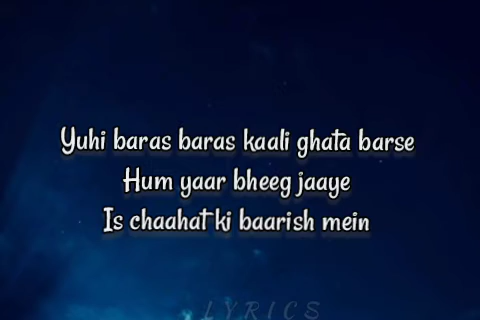 Yuhi baras baras kaali ghata barse
Hum yaar bheeg jaaye
Is chaahat ki baarish mein
LYRICS